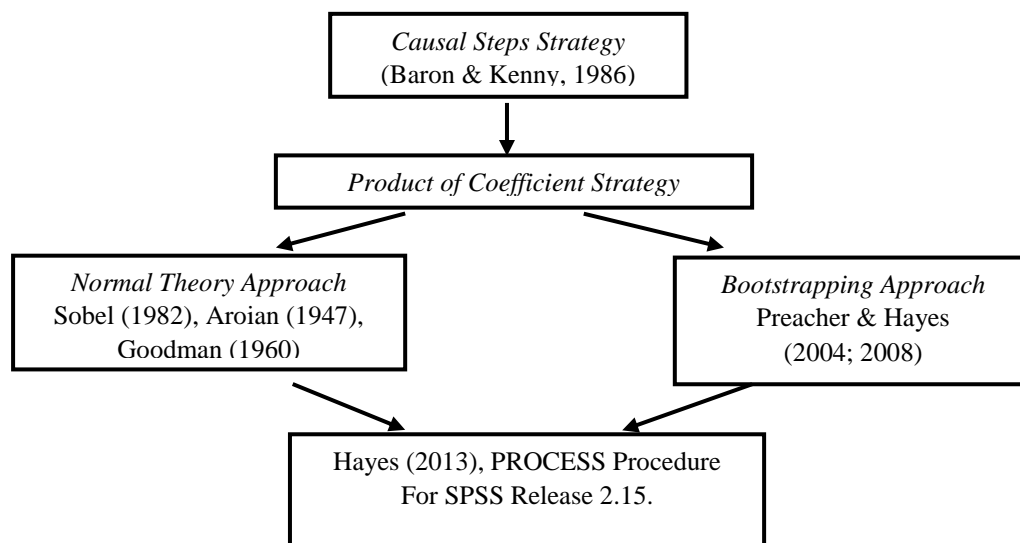 Causal Steps Strategy
(Baron & Kenny, 1986)
Product of Coefficient Strategy
Normal Theory Approach
Sobel (1982), Aroian (1947),
Goodman (1960)
Bootstrapping Approach
Preacher & Hayes
(2004; 2008)
Hayes (2013), PROCESS Procedure
For SPSS Release 2.15.